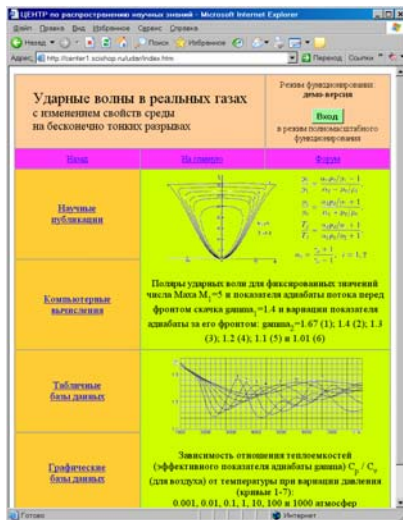 ЦЕНТР по распространению научных знаний - Microsoft Internet Explorer
Файл Правка Вид Избранное Сервис Справка
Назад Поиск Избранное
Адрес: http://center1.scishop.ru/udar/index.htm Переход Ссылки
Ударные волны в реальных газах
с изменением свойств среды
на бесконечно тонких разрывах
Режим функционирования:
демо-версия
Вход
в режим полномасштабного
функционирования
Назад На главную Форум
Научные
публикации
Поляры ударных волн для фиксированных значений
числа Маха M₁=5 и показателя адиабаты потока перед
фронтом скачка gamma₁=1.4 и вариации показателя
адиабаты за его фронтом: gamma₂=1.67 (1); 1.4 (2); 1.3
(3); 1.2 (4); 1.1 (5) и 1.01 (6)
Компьютерные
вычисления
Табличные
базы данных
Зависимость отношения теплоемкостей
(эффективного показателя адиабаты gamma) C_p / C_v
(для воздуха) от температуры при вариации давления
(кривые 1-7):
0.001, 0.01, 0.1, 1, 10, 100 и 1000 атмосфер
Графические
базы данных
Готово Интернет